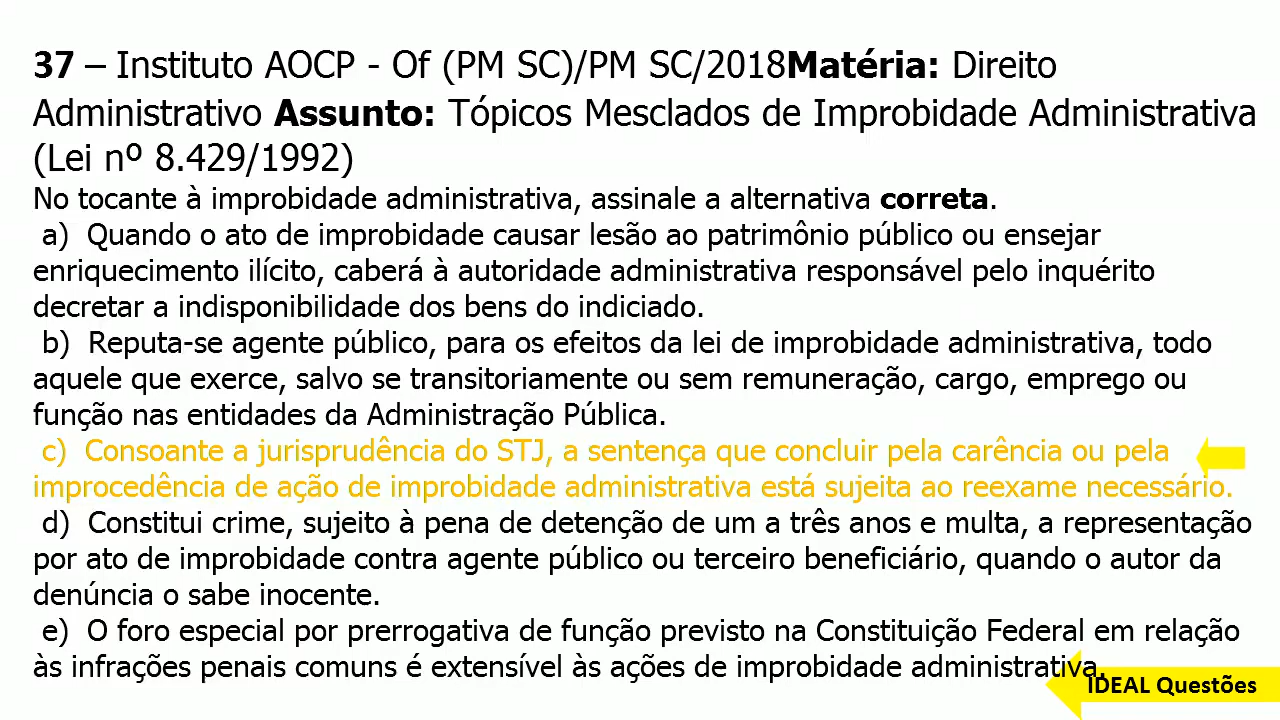 37 – Instituto AOCP - Of (PM SC)/PM SC/2018Matéria: Direito
Administrativo Assunto: Tópicos Mesclados de Improbidade Administrativa
(Lei nº 8.429/1992)
No tocante à improbidade administrativa, assinale a alternativa correta.
a) Quando o ato de improbidade causar lesão ao patrimônio público ou ensejar
enriquecimento ilícito, caberá à autoridade administrativa responsável pelo inquérito
decretar a indisponibilidade dos bens do indiciado.
b) Reputa-se agente público, para os efeitos da lei de improbidade administrativa, todo
aquele que exerce, salvo se transitoriamente ou sem remuneração, cargo, emprego ou
função nas entidades da Administração Pública.
c) Consoante a jurisprudência do STJ, a sentença que concluir pela carência ou pela
improcedência de ação de improbidade administrativa está sujeita ao reexame necessário.
d) Constitui crime, sujeito à pena de detenção de um a três anos e multa, a representação
por ato de improbidade contra agente público ou terceiro beneficiário, quando o autor da
denúncia o sabe inocente.
e) O foro especial por prerrogativa de função previsto na Constituição Federal em relação
às infrações penais comuns é extensível às ações de improbidade administrativa.
IDEAL Questões